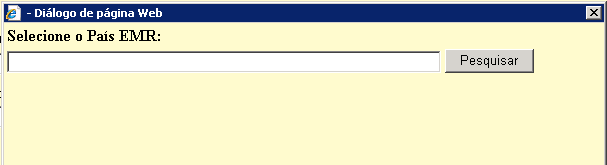 - Diálogo de página Web
Selecione o País EMR:
Pesquisar